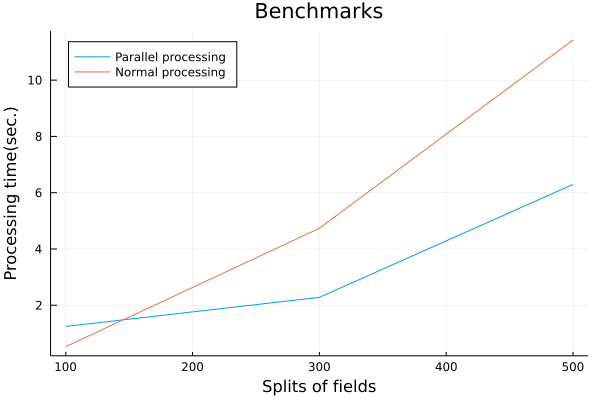 Benchmarks
Parallel processing
Normal processing
Processing time(sec.)
10
8
6
4
2
100 200 300 400 500
Splits of fields